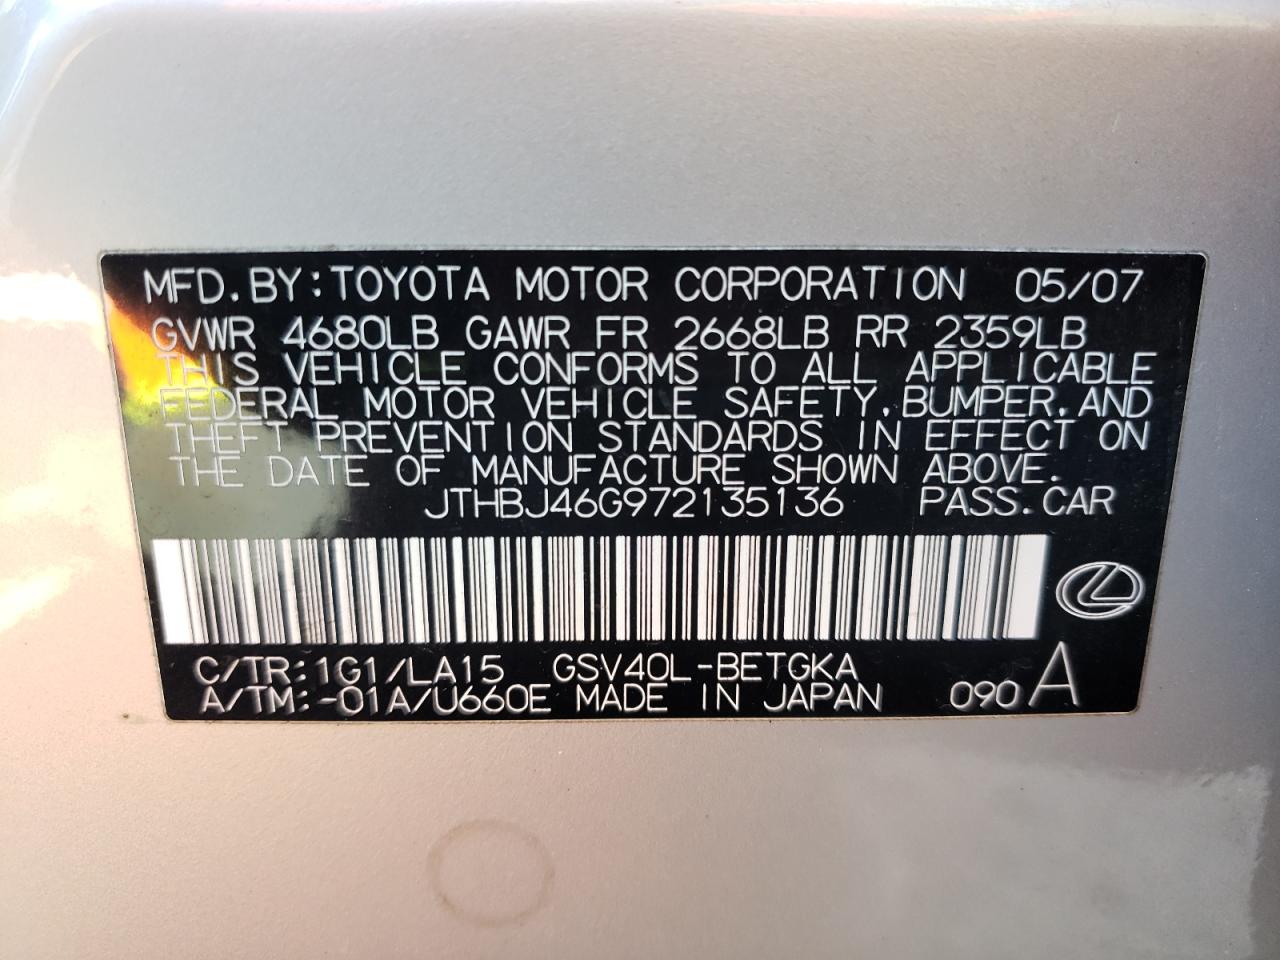 MFD.BY:TOYOTA MOTOR CORPORATION 05/07
GVWR 4680LB GAWR FR 2668LB RR 2359LB
THIS VEHICLE CONFORMS TO ALL APPLICABLE
FEDERAL MOTOR VEHICLE SAFETY,BUMPER,AND
THEFT PREVENTION STANDARDS IN EFFECT ON
THE DATE OF MANUFACTURE SHOWN ABOVE.
JTHBJ46G972135136 PASS.CAR
C/TR:1G1/LA15 GSV40L-BETGKA
A/TM:-01A/U660E MADE IN JAPAN 090 A